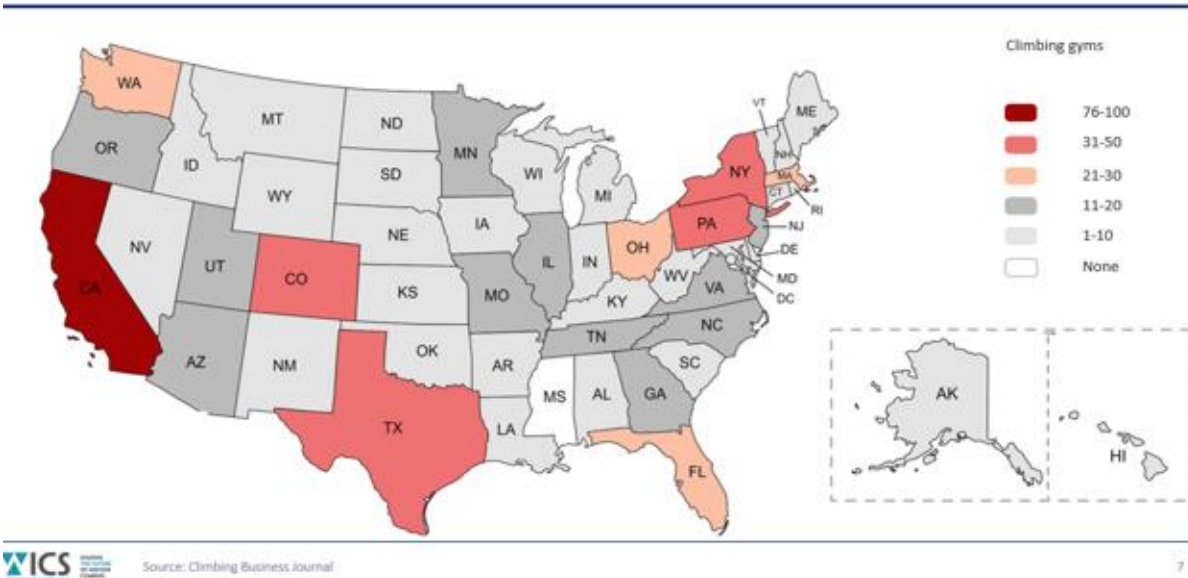 Climbing gyms
76-100
31-50
21-30
11-20
1-10
None
WA
MT
ND
MN
VT
ME
OR
ID
SD
WI
NH
NY
MA
WY
MI
CT
RI
IA
PA
NJ
NV
NE
OH
DE
UT
CO
IL
IN
WV
MD
CA
KS
MO
KY
VA
DC
AZ
NM
OK
TN
NC
AR
SC
MS
AL
GA
TX
LA
FL
AK
HI
ICS
Source: Climbing Business Journal
7